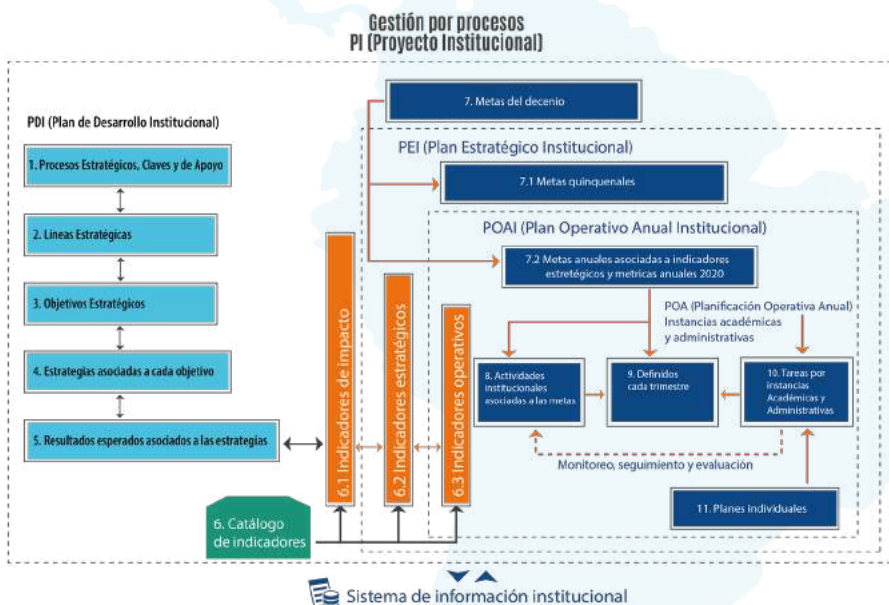 Gestión por procesos
PI (Proyecto Institucional)
PDI (Plan de Desarrollo Institucional)
1. Procesos Estratégicos, Claves y de Apoyo
2. Lineas Estratégicas
3. Objetivos Estratégicos
4. Estrategias asociadas a cada objetivo
5. Resultados esperados asociados a las estrategias
6. Catálogo
de indicadores
6.1 Indicadores de impacto
6.2 Indicadores estratégicos
6.3 Indicadores operativos
7. Metas del decenio
PEI (Plan Estratégico Institucional)
7.1 Metas quinquenales
POAI (Plan Operativo Anual Institucional)
7.2 Metas anuales asociadas a indicadores
estretégicos y metricas anuales 2020
POA (Planificación Operativa Anual)
Instancias académicas
y administrativas
8. Actividades
institucionales
asociadas a las metas
9. Definidos
cada trimestre
10. Tareas por
instancias
Académicas y
Administrativas
Monitoreo, seguimiento y evaluación
11. Planes individuales
Sistema de información institucional